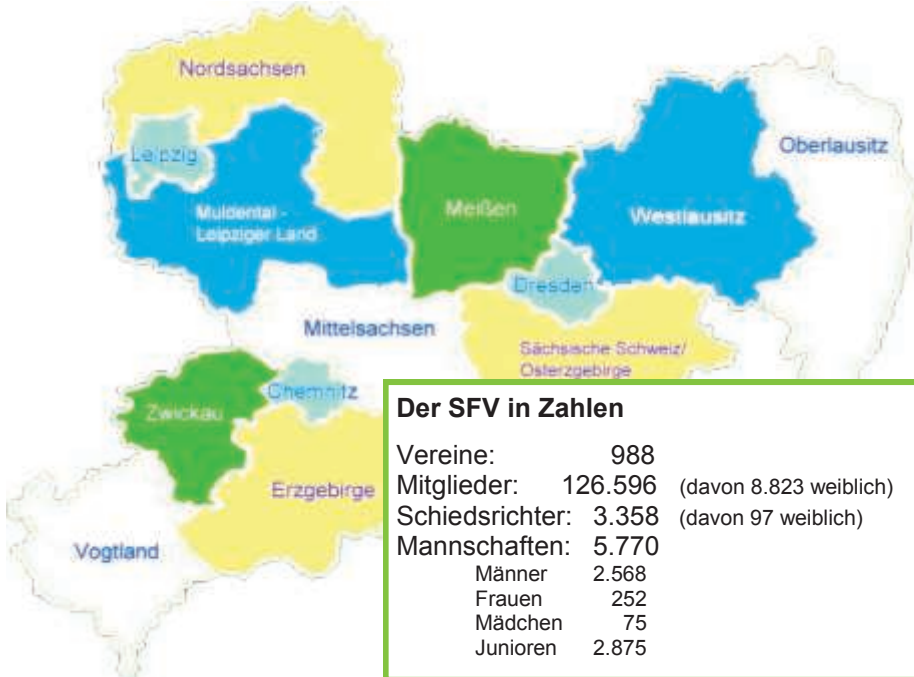 Nordsachsen
Leipzig
Oberlausitz
Muldental -
Leipziger Land
Meißen
Westlausitz
Dresden
Mittelsachsen
Sächsische Schweiz/
Osterzgebirge
Chemnitz
Zwickau
Erzgebirge
Vogtland
Der SFV in Zahlen
Vereine: 988
Mitglieder: 126.596 (davon 8.823 weiblich)
Schiedsrichter: 3.358 (davon 97 weiblich)
Mannschaften: 5.770
Männer 2.568
Frauen 252
Mädchen 75
Junioren 2.875